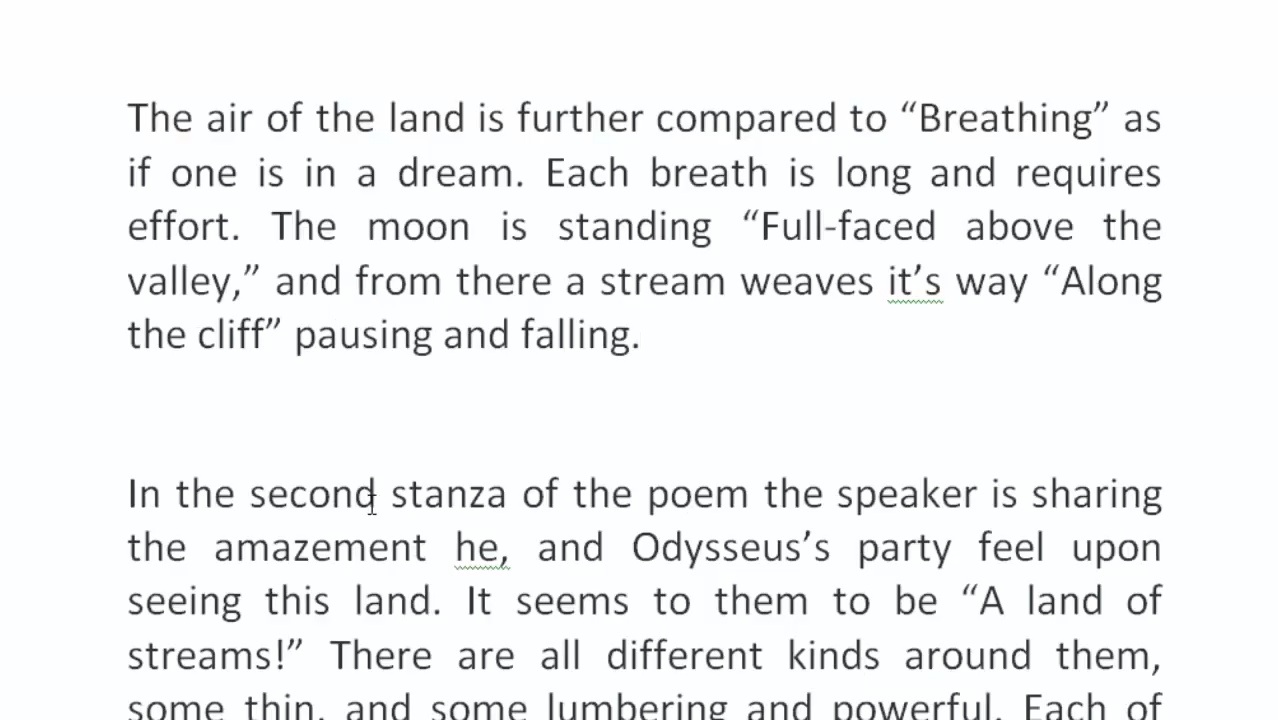 The air of the land is further compared to “Breathing” as
if one is in a dream. Each breath is long and requires
effort. The moon is standing “Full-faced above the
valley,” and from there a stream weaves it’s way “Along
the cliff” pausing and falling.
In the second stanza of the poem the speaker is sharing
the amazement he, and Odysseus’s party feel upon
seeing this land. It seems to them to be “A land of
streams!” There are all different kinds around them,
some thin, and some lumbering and powerful. Each of